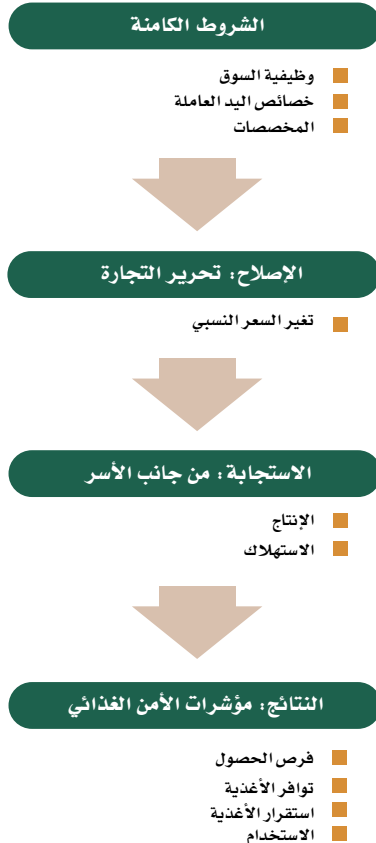 الشروط الكامنة
وظيفية السوق
خصائص اليد العاملة
المخصصات
الإصلاح: تحرير التجارة
تغير السعر النسبي
الاستجابة: من جانب الأسر
الإنتاج
الاستهلاك
النتائج: مؤشرات الأمن الغذائي
فرص الحصول
توافر الأغذية
استقرار الأغذية
الاستخدام